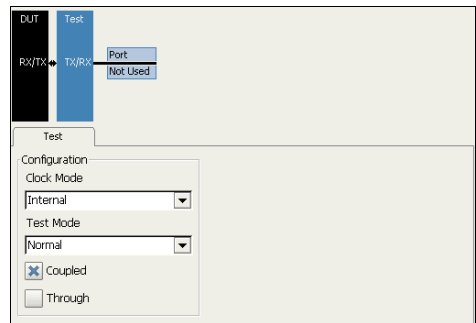 DUT Test
Port
RX/TX TX/RX
Not Used
Test
Configuration
Clock Mode
Internal
Test Mode
Normal
Coupled
Through